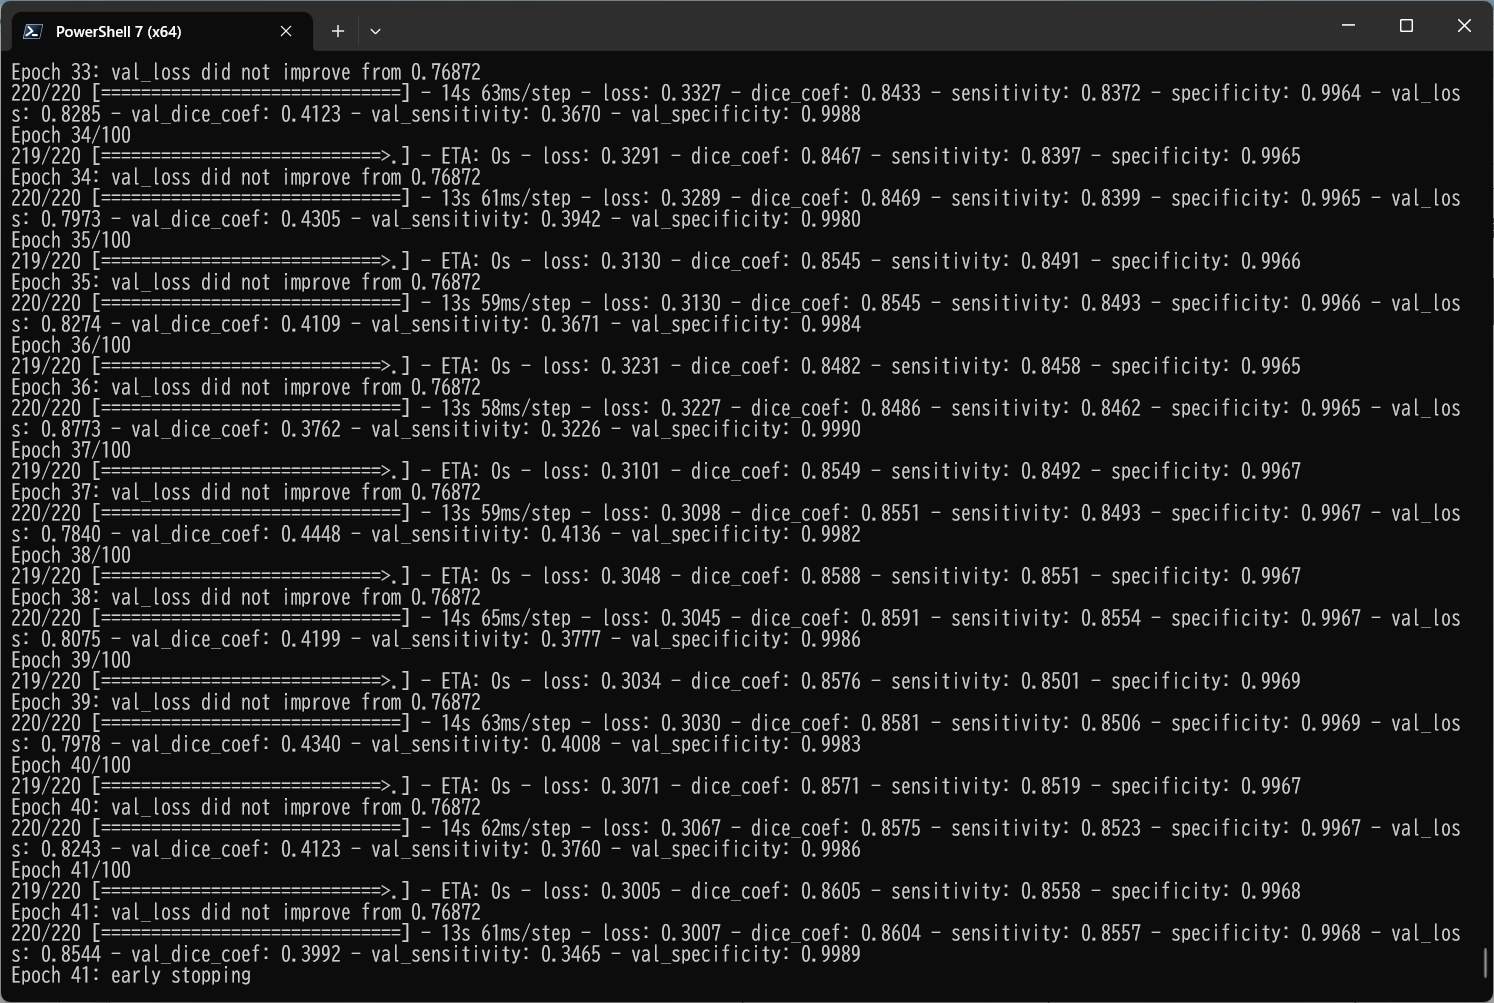 PowerShell 7 (x64)
Epoch 33: val_loss did not improve from 0.76872
220/220 [==============================] - 14s 63ms/step - loss: 0.3327 - dice_coef: 0.8433 - sensitivity: 0.8372 - specificity: 0.9964 - val_los
s: 0.8285 - val_dice_coef: 0.4123 - val_sensitivity: 0.3670 - val_specificity: 0.9988
Epoch 34/100
219/220 [============================>.] - ETA: 0s - loss: 0.3291 - dice_coef: 0.8467 - sensitivity: 0.8397 - specificity: 0.9965
Epoch 34: val_loss did not improve from 0.76872
220/220 [==============================] - 13s 61ms/step - loss: 0.3289 - dice_coef: 0.8469 - sensitivity: 0.8399 - specificity: 0.9965 - val_los
s: 0.7973 - val_dice_coef: 0.4305 - val_sensitivity: 0.3942 - val_specificity: 0.9980
Epoch 35/100
219/220 [============================>.] - ETA: 0s - loss: 0.3130 - dice_coef: 0.8545 - sensitivity: 0.8491 - specificity: 0.9966
Epoch 35: val_loss did not improve from 0.76872
220/220 [==============================] - 13s 59ms/step - loss: 0.3130 - dice_coef: 0.8545 - sensitivity: 0.8493 - specificity: 0.9966 - val_los
s: 0.8274 - val_dice_coef: 0.4109 - val_sensitivity: 0.3671 - val_specificity: 0.9984
Epoch 36/100
219/220 [============================>.] - ETA: 0s - loss: 0.3231 - dice_coef: 0.8482 - sensitivity: 0.8458 - specificity: 0.9965
Epoch 36: val_loss did not improve from 0.76872
220/220 [==============================] - 13s 58ms/step - loss: 0.3227 - dice_coef: 0.8486 - sensitivity: 0.8462 - specificity: 0.9965 - val_los
s: 0.8773 - val_dice_coef: 0.3762 - val_sensitivity: 0.3226 - val_specificity: 0.9990
Epoch 37/100
219/220 [============================>.] - ETA: 0s - loss: 0.3101 - dice_coef: 0.8549 - sensitivity: 0.8492 - specificity: 0.9967
Epoch 37: val_loss did not improve from 0.76872
220/220 [==============================] - 13s 59ms/step - loss: 0.3098 - dice_coef: 0.8551 - sensitivity: 0.8493 - specificity: 0.9967 - val_los
s: 0.7840 - val_dice_coef: 0.4448 - val_sensitivity: 0.4136 - val_specificity: 0.9982
Epoch 38/100
219/220 [============================>.] - ETA: 0s - loss: 0.3048 - dice_coef: 0.8588 - sensitivity: 0.8551 - specificity: 0.9967
Epoch 38: val_loss did not improve from 0.76872
220/220 [==============================] - 14s 65ms/step - loss: 0.3045 - dice_coef: 0.8591 - sensitivity: 0.8554 - specificity: 0.9967 - val_los
s: 0.8075 - val_dice_coef: 0.4199 - val_sensitivity: 0.3777 - val_specificity: 0.9986
Epoch 39/100
219/220 [============================>.] - ETA: 0s - loss: 0.3034 - dice_coef: 0.8576 - sensitivity: 0.8501 - specificity: 0.9969
Epoch 39: val_loss did not improve from 0.76872
220/220 [==============================] - 14s 63ms/step - loss: 0.3030 - dice_coef: 0.8581 - sensitivity: 0.8506 - specificity: 0.9969 - val_los
s: 0.7978 - val_dice_coef: 0.4340 - val_sensitivity: 0.4008 - val_specificity: 0.9983
Epoch 40/100
219/220 [============================>.] - ETA: 0s - loss: 0.3071 - dice_coef: 0.8571 - sensitivity: 0.8519 - specificity: 0.9967
Epoch 40: val_loss did not improve from 0.76872
220/220 [==============================] - 14s 62ms/step - loss: 0.3067 - dice_coef: 0.8575 - sensitivity: 0.8523 - specificity: 0.9967 - val_los
s: 0.8243 - val_dice_coef: 0.4123 - val_sensitivity: 0.3760 - val_specificity: 0.9986
Epoch 41/100
219/220 [============================>.] - ETA: 0s - loss: 0.3005 - dice_coef: 0.8605 - sensitivity: 0.8558 - specificity: 0.9968
Epoch 41: val_loss did not improve from 0.76872
220/220 [==============================] - 13s 61ms/step - loss: 0.3007 - dice_coef: 0.8604 - sensitivity: 0.8557 - specificity: 0.9968 - val_los
s: 0.8544 - val_dice_coef: 0.3992 - val_sensitivity: 0.3465 - val_specificity: 0.9989
Epoch 41: early stopping